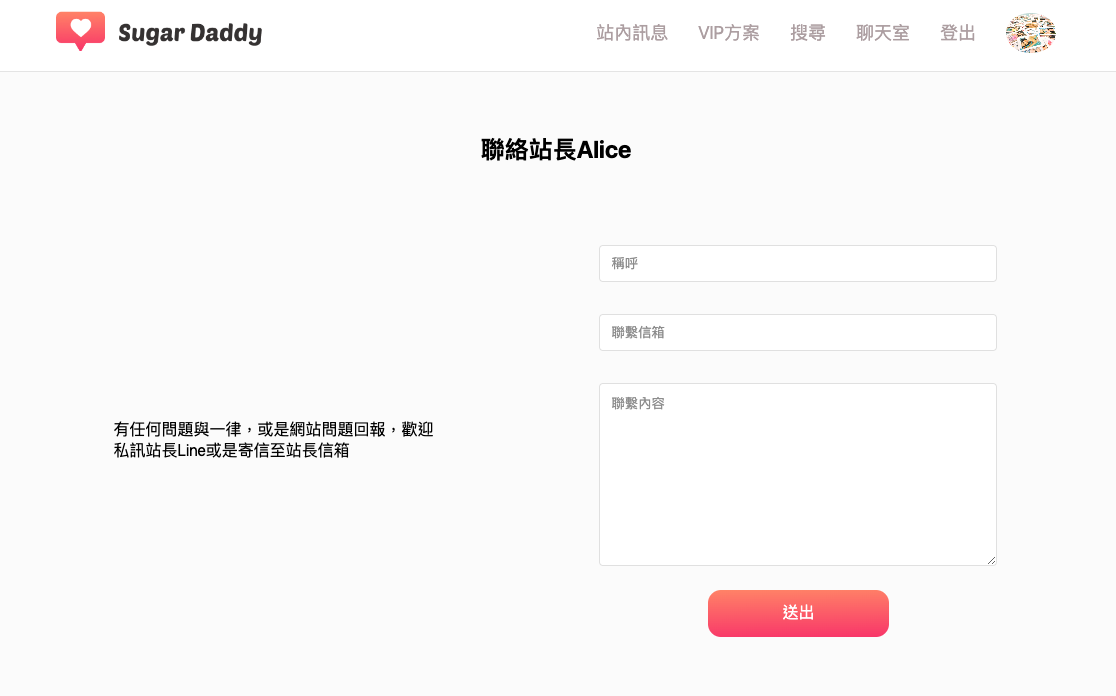 Sugar Daddy
站內訊息 VIP方案 搜尋 聊天室 登出
聯絡站長Alice
稱呼
聯繫信箱
聯繫內容
有任何問題與一律，或是網站問題回報，歡迎
私訊站長Line或是寄信至站長信箱
送出